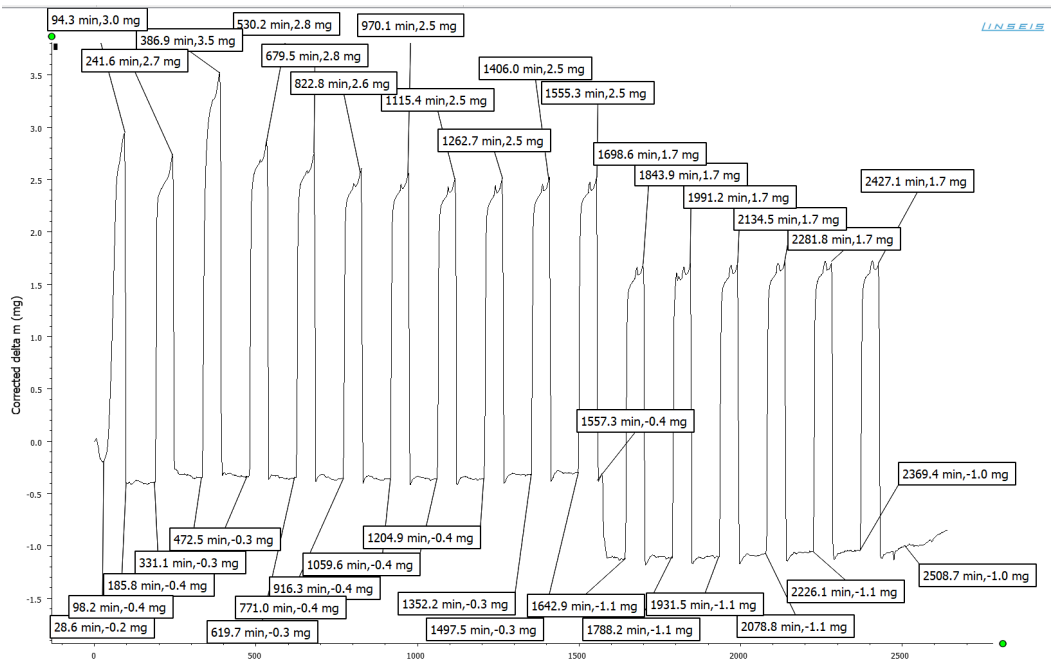 94.3 min,3.0 mg
530.2 min,2.8 mg
970.1 min,2.5 mg
LINSEIS
386.9 min,3.5 mg
241.6 min,2.7 mg
679.5 min,2.8 mg
1406.0 min,2.5 mg
822.8 min,2.6 mg
1555.3 min,2.5 mg
1115.4 min,2.5 mg
1262.7 min,2.5 mg
1698.6 min,1.7 mg
1843.9 min,1.7 mg
2427.1 min,1.7 mg
1991.2 min,1.7 mg
2134.5 min,1.7 mg
2281.8 min,1.7 mg
3.5
3.0
2.5
2.0
1.5
1.0
0.5
0.0
-0.5
-1.0
-1.5
Corrected delta m (mg)
1557.3 min,-0.4 mg
2369.4 min,-1.0 mg
472.5 min,-0.3 mg
1204.9 min,-0.4 mg
331.1 min,-0.3 mg
1059.6 min,-0.4 mg
2508.7 min,-1.0 mg
185.8 min,-0.4 mg
916.3 min,-0.4 mg
2226.1 min,-1.1 mg
98.2 min,-0.4 mg
771.0 min,-0.4 mg
1352.2 min,-0.3 mg
1642.9 min,-1.1 mg
1931.5 min,-1.1 mg
28.6 min,-0.2 mg
619.7 min,-0.3 mg
1497.5 min,-0.3 mg
1788.2 min,-1.1 mg
2078.8 min,-1.1 mg
0
500
1000
1500
2000
2500